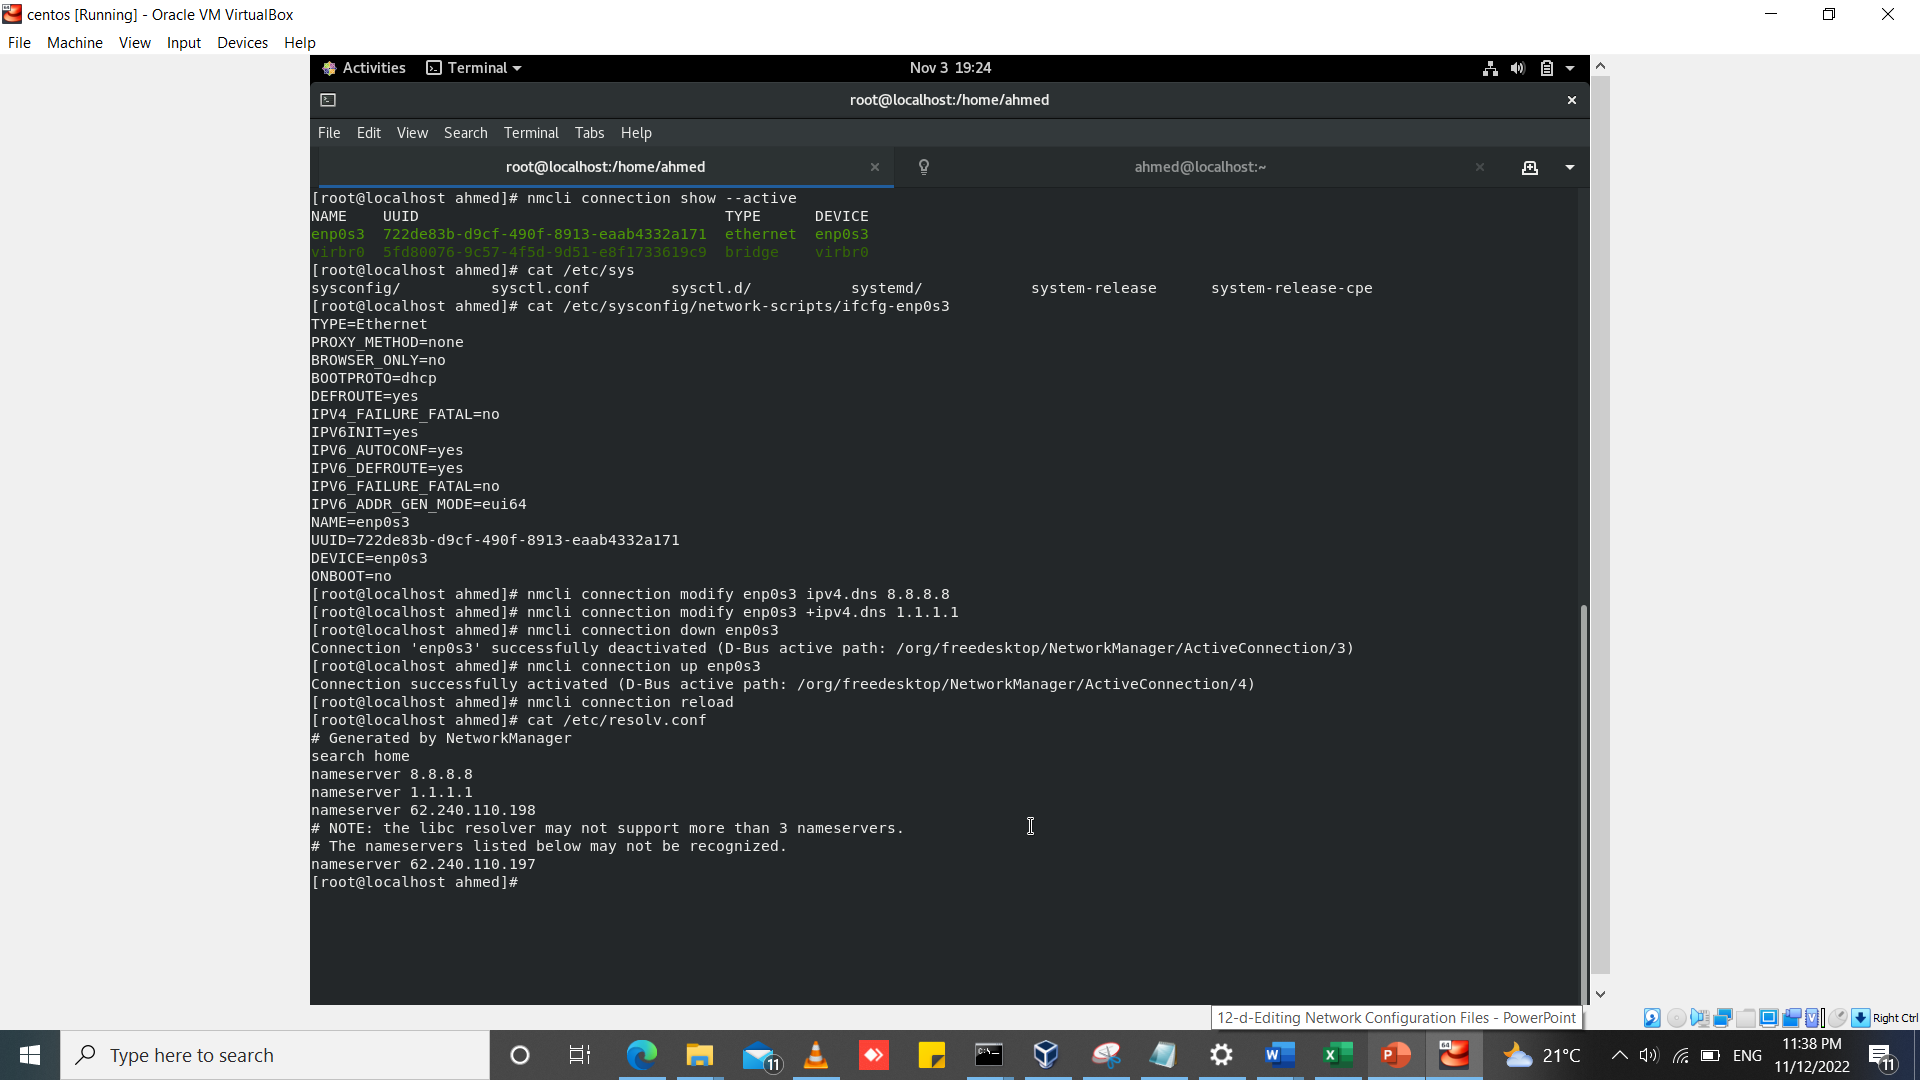 centos [Running] - Oracle VM VirtualBox
File Machine View Input Devices Help
Activities Terminal Nov 3 19:24
root@localhost:/home/ahmed
File Edit View Search Terminal Tabs Help
root@localhost:/home/ahmed ahmed@localhost:~
[root@localhost ahmed]# nmcli connection show --active
NAME UUID TYPE DEVICE
enp0s3 722de83b-d9cf-490f-8913-eaab4332a171 ethernet enp0s3
virbr0 5fd80076-9c57-4f5d-9d51-e8f1733619c9 bridge virbr0
[root@localhost ahmed]# cat /etc/sys
sysconfig/ sysctl.conf sysctl.d/ systemd/ system-release system-release-cpe
[root@localhost ahmed]# cat /etc/sysconfig/network-scripts/ifcfg-enp0s3
TYPE=Ethernet
PROXY_METHOD=none
BROWSER_ONLY=no
BOOTPROTO=dhcp
DEFROUTE=yes
IPV4_FAILURE_FATAL=no
IPV6INIT=yes
IPV6_AUTOCONF=yes
IPV6_DEFROUTE=yes
IPV6_FAILURE_FATAL=no
IPV6_ADDR_GEN_MODE=eui64
NAME=enp0s3
UUID=722de83b-d9cf-490f-8913-eaab4332a171
DEVICE=enp0s3
ONBOOT=no
[root@localhost ahmed]# nmcli connection modify enp0s3 ipv4.dns 8.8.8.8
[root@localhost ahmed]# nmcli connection modify enp0s3 +ipv4.dns 1.1.1.1
[root@localhost ahmed]# nmcli connection down enp0s3
Connection 'enp0s3' successfully deactivated (D-Bus active path: /org/freedesktop/NetworkManager/ActiveConnection/3)
[root@localhost ahmed]# nmcli connection up enp0s3
Connection successfully activated (D-Bus active path: /org/freedesktop/NetworkManager/ActiveConnection/4)
[root@localhost ahmed]# nmcli connection reload
[root@localhost ahmed]# cat /etc/resolv.conf
# Generated by NetworkManager
search home
nameserver 8.8.8.8
nameserver 1.1.1.1
nameserver 62.240.110.198
# NOTE: the libc resolver may not support more than 3 nameservers.
# The nameservers listed below may not be recognized.
nameserver 62.240.110.197
[root@localhost ahmed]#
12-d-Editing Network Configuration Files - PowerPoint
Right Ctrl
Type here to search 11 21°C ENG 11:38 PM
11/12/2022 11